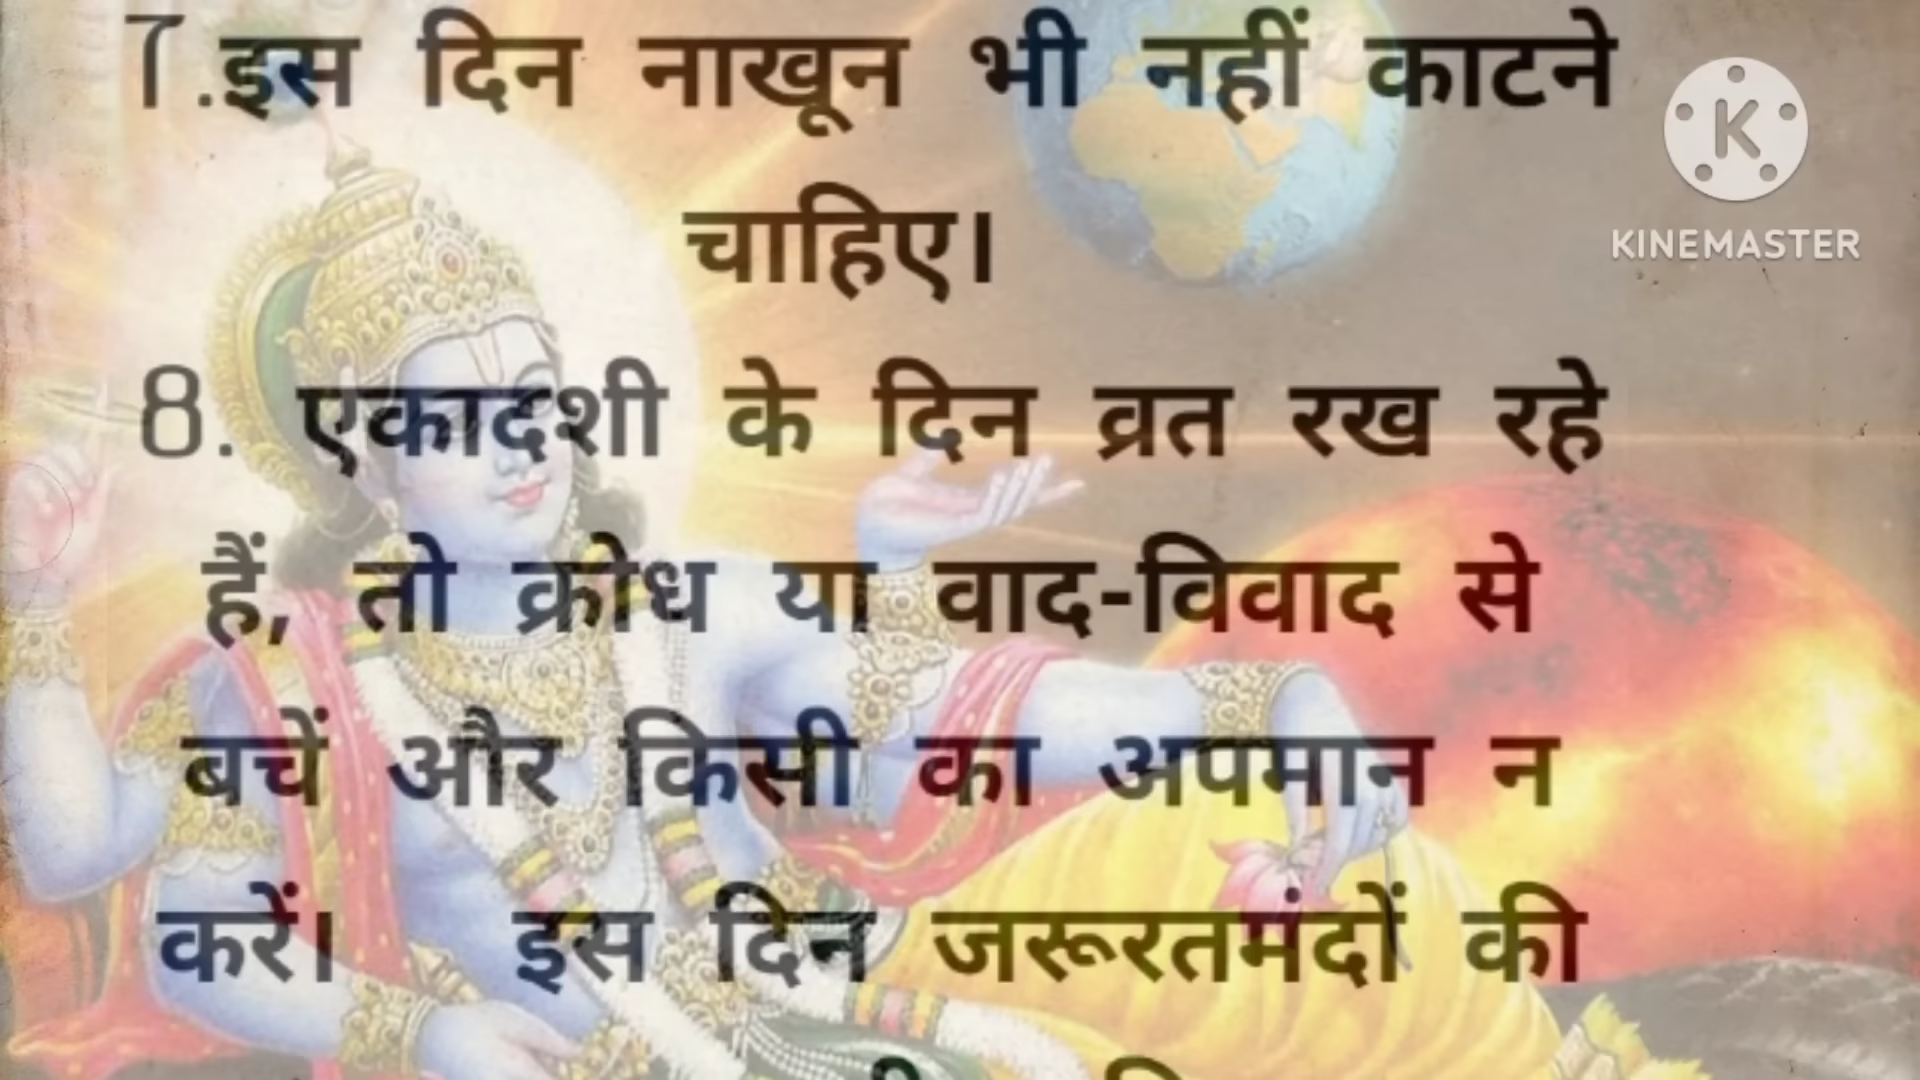 7.इस दिन नाखून भी नहीं काटने
चाहिए।
8. एकादशी के दिन व्रत रख रहे
हैं, तो क्रोध या वाद-विवाद से
बचें और किसी का अपमान न
करें। इस दिन जरूरतमंदों की
K
KINEMASTER